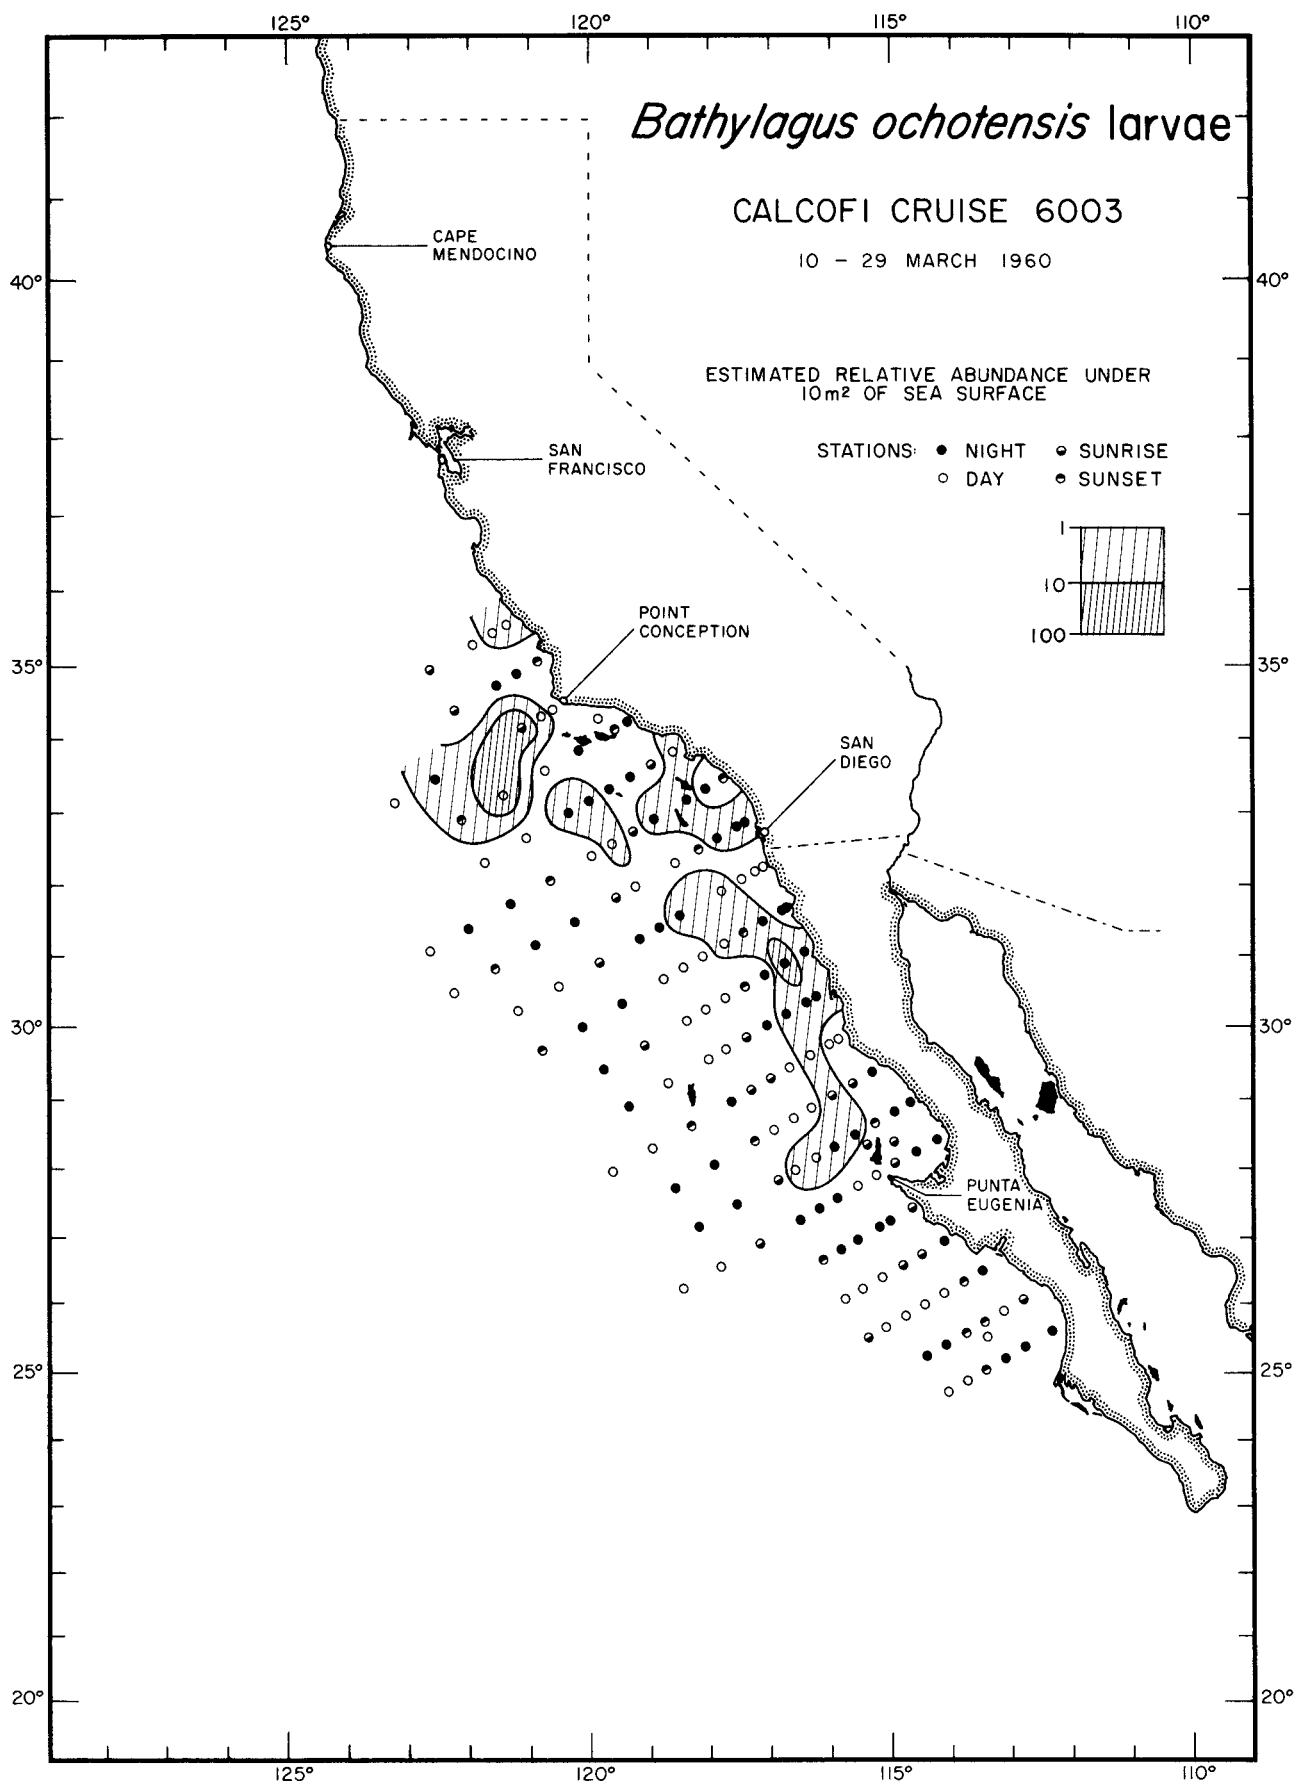 125° 120° 115° 110°
Bathylagus ochotensis larvae
CALCOFI CRUISE 6003
10 - 29 MARCH 1960
CAPE
MENDOCINO
40° 40°
ESTIMATED RELATIVE ABUNDANCE UNDER
10m² OF SEA SURFACE
STATIONS: NIGHT SUNRISE
DAY SUNSET
SAN
FRANCISCO
1
10
100
POINT
CONCEPTION
35° 35°
SAN
DIEGO
30° 30°
PUNTA
EUGENIA
25° 25°
20° 20°
125° 120° 115° 110°